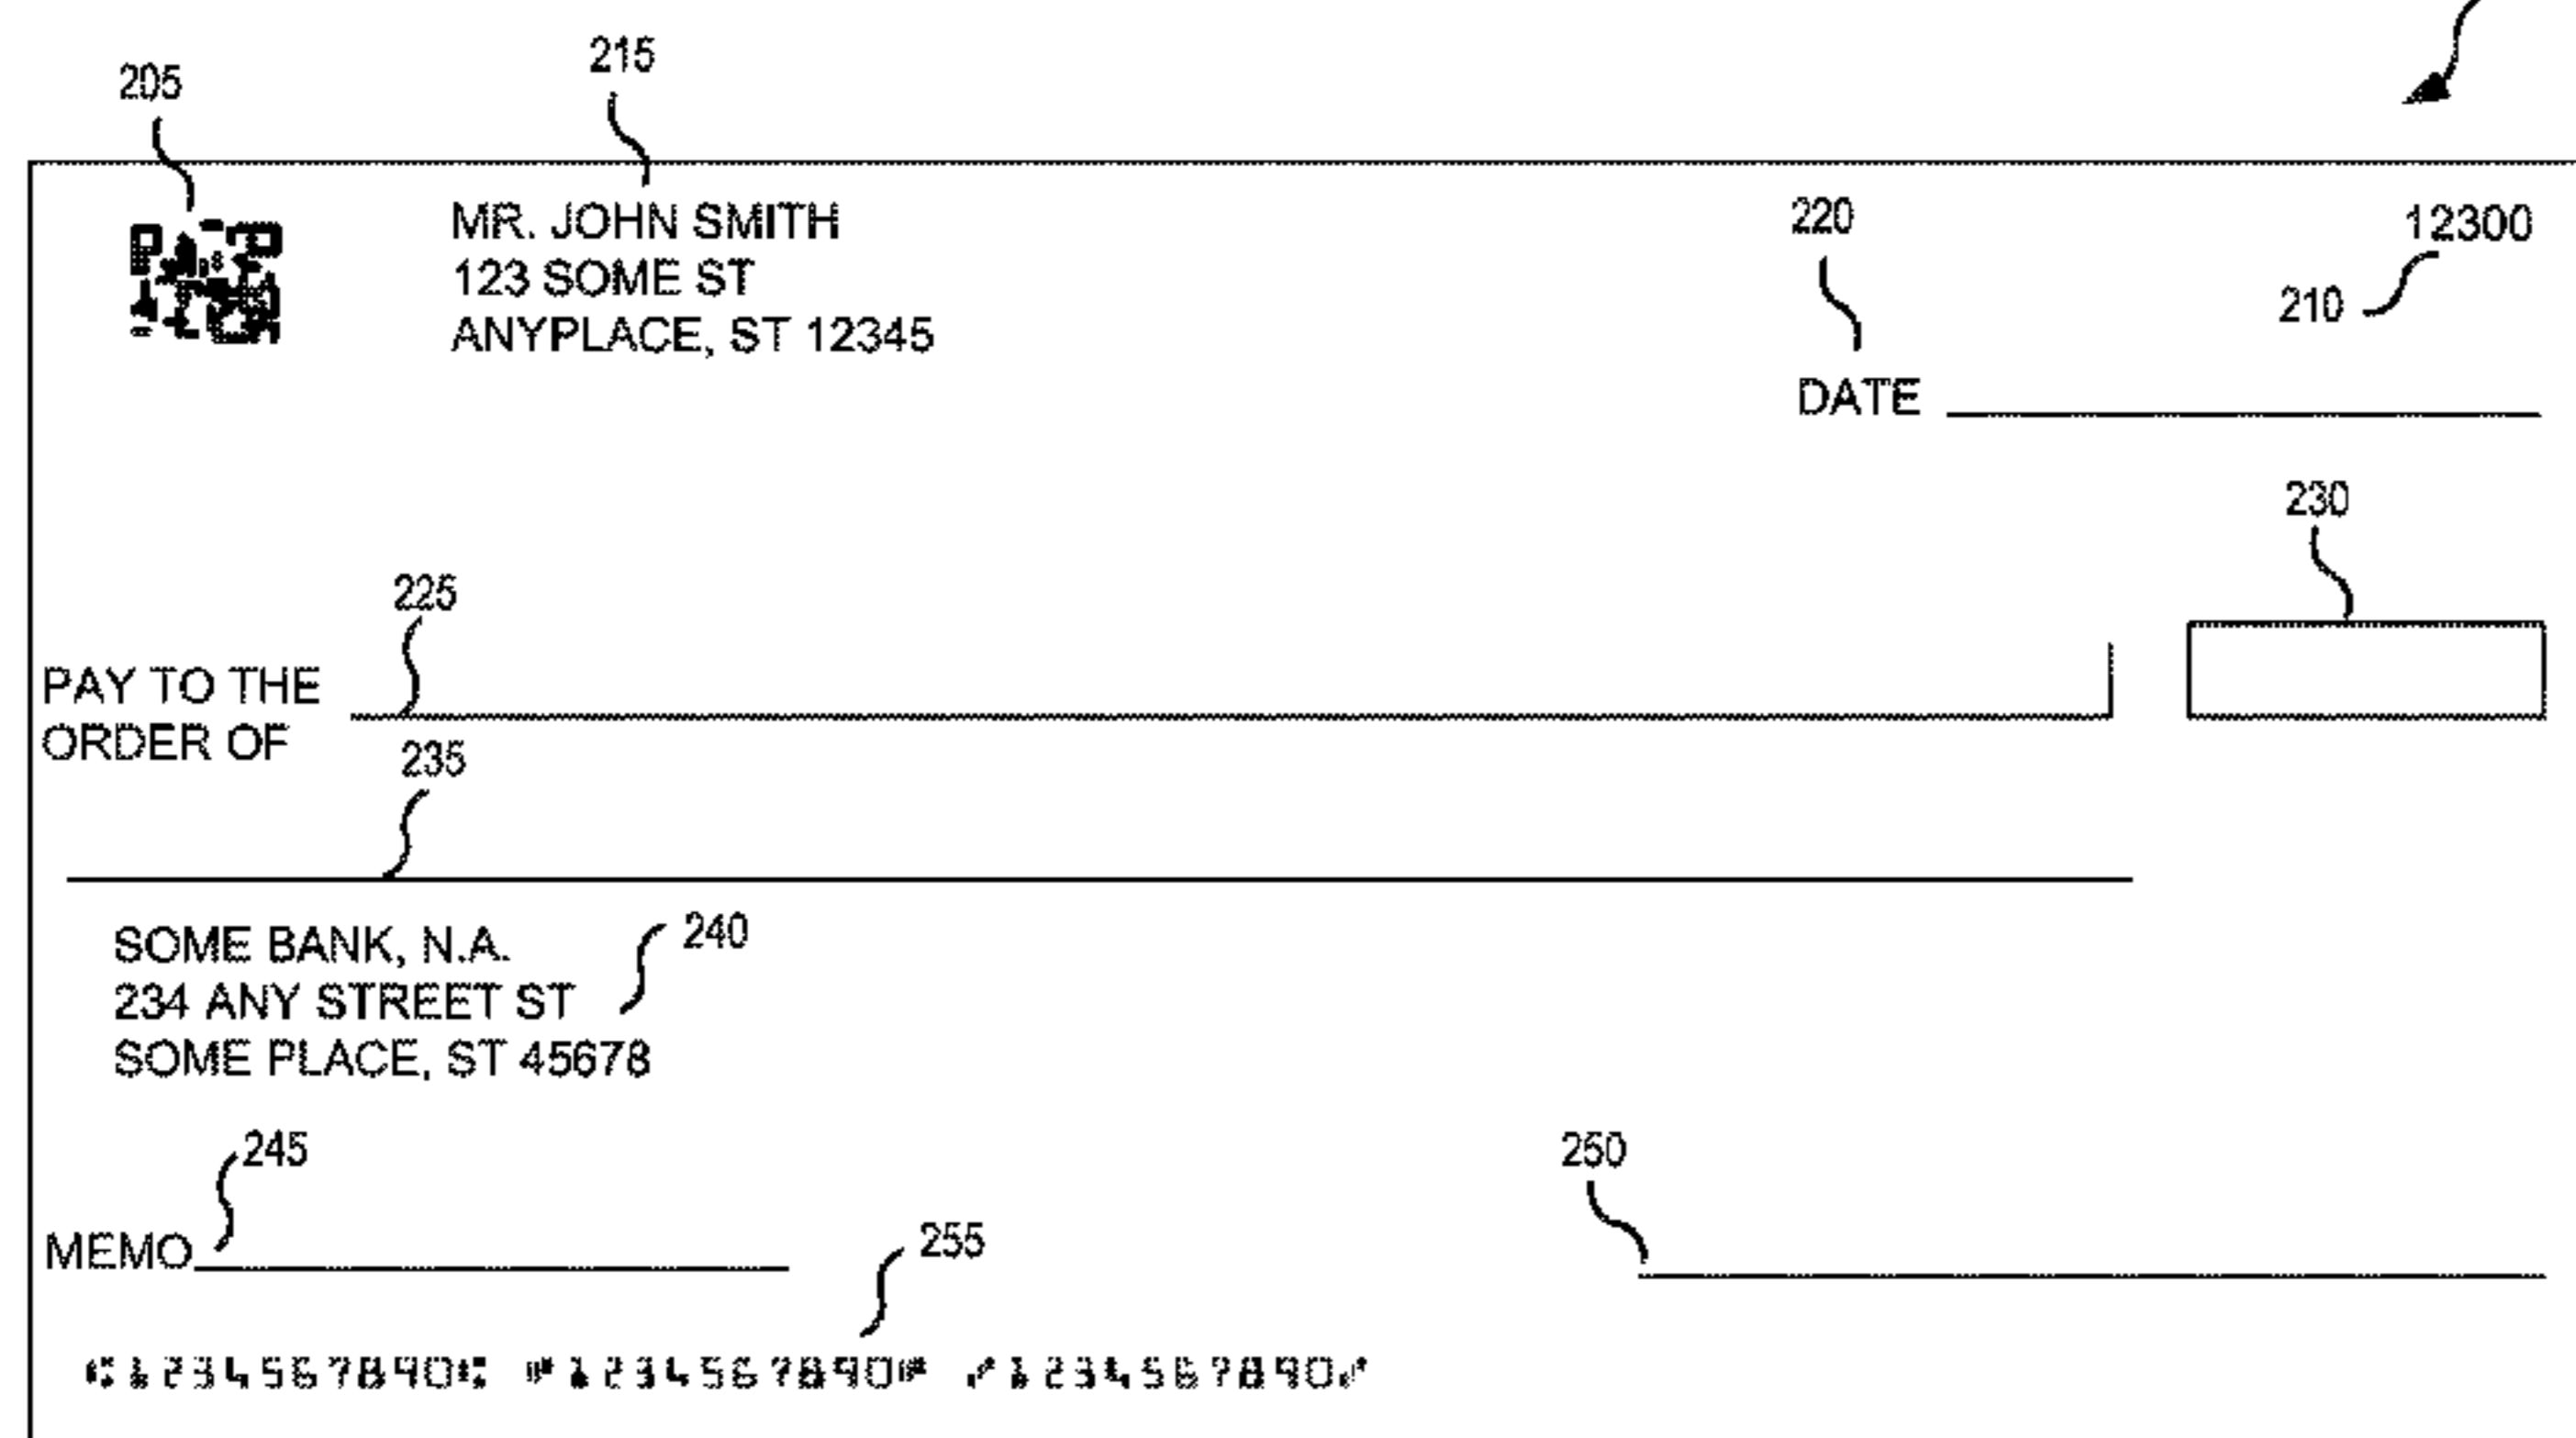 215
205
MR. JOHN SMITH
123 SOME ST
ANYPLACE, ST 12345
220
12300
210
DATE
230
225
PAY TO THE
ORDER OF
235
SOME BANK, N.A.
234 ANY STREET ST
SOME PLACE, ST 45678
240
245
250
MEMO
255
⑆1234567890⑆ ⑈1234567890⑈ ⑇1234567890⑇